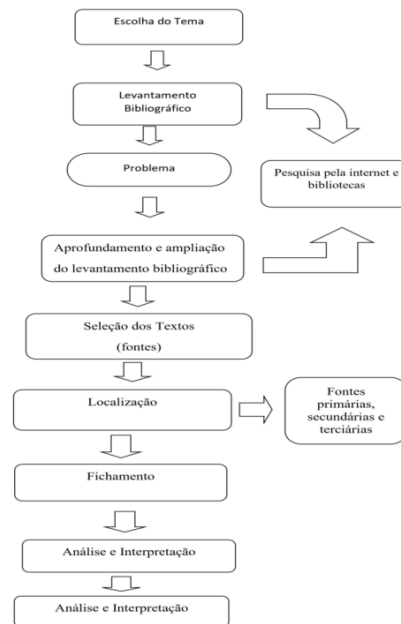 Escolha do Tema
Levantamento
Bibliográfico
Problema
Pesquisa pela internet e
bibliotecas
Aprofundamento e ampliação
do levantamento bibliográfico
Seleção dos Textos
(fontes)
Localização
Fontes
primárias,
secundárias e
terciárias
Fichamento
Análise e Interpretação
Análise e Interpretação